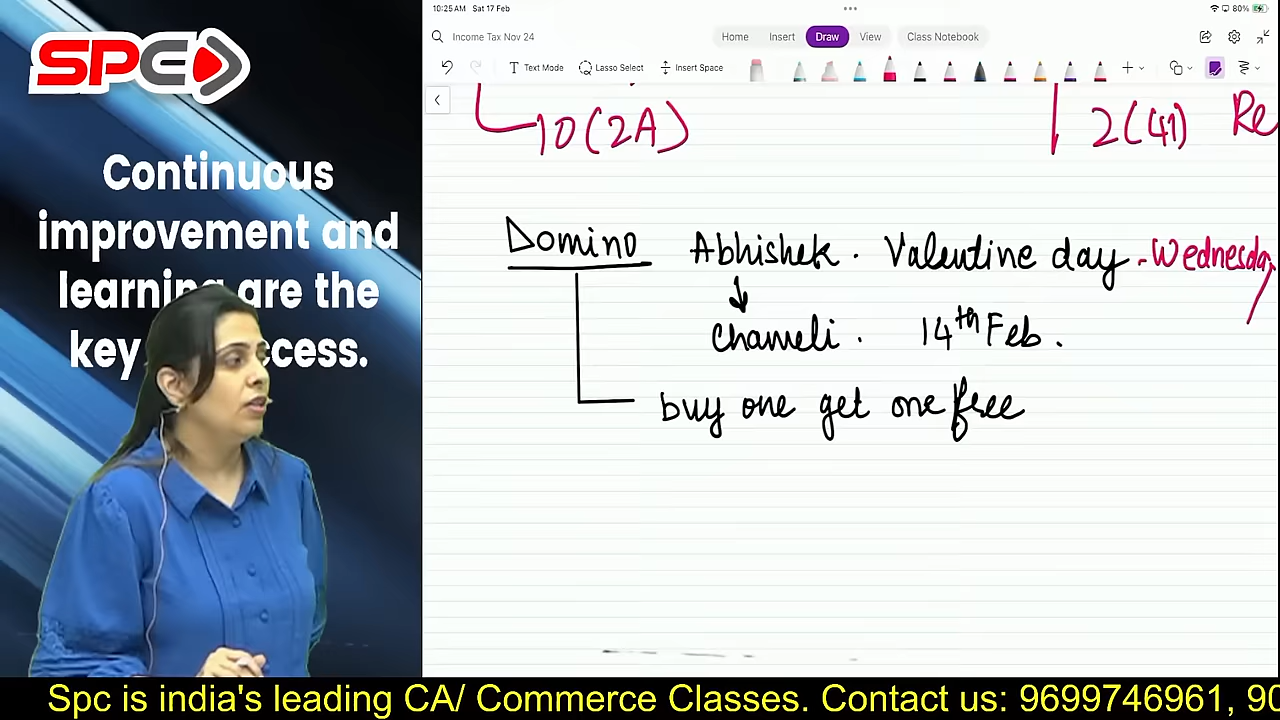 SPC
Continuous
improvement and
learning are the
key
ccess.
10:25 AM Sat 17 Feb
80%
Income Tax Nov 24
Home Insert Draw View Class Notebook
Text Mode Lasso Select Insert Space
10(2A)
2(41) Re
Domino Abhishek. Valentine day. - Wednesday
Chameli. 14th Feb.
buy one get one free
Spc is india's leading CA/ Commerce Classes. Contact us: 9699746961, 90